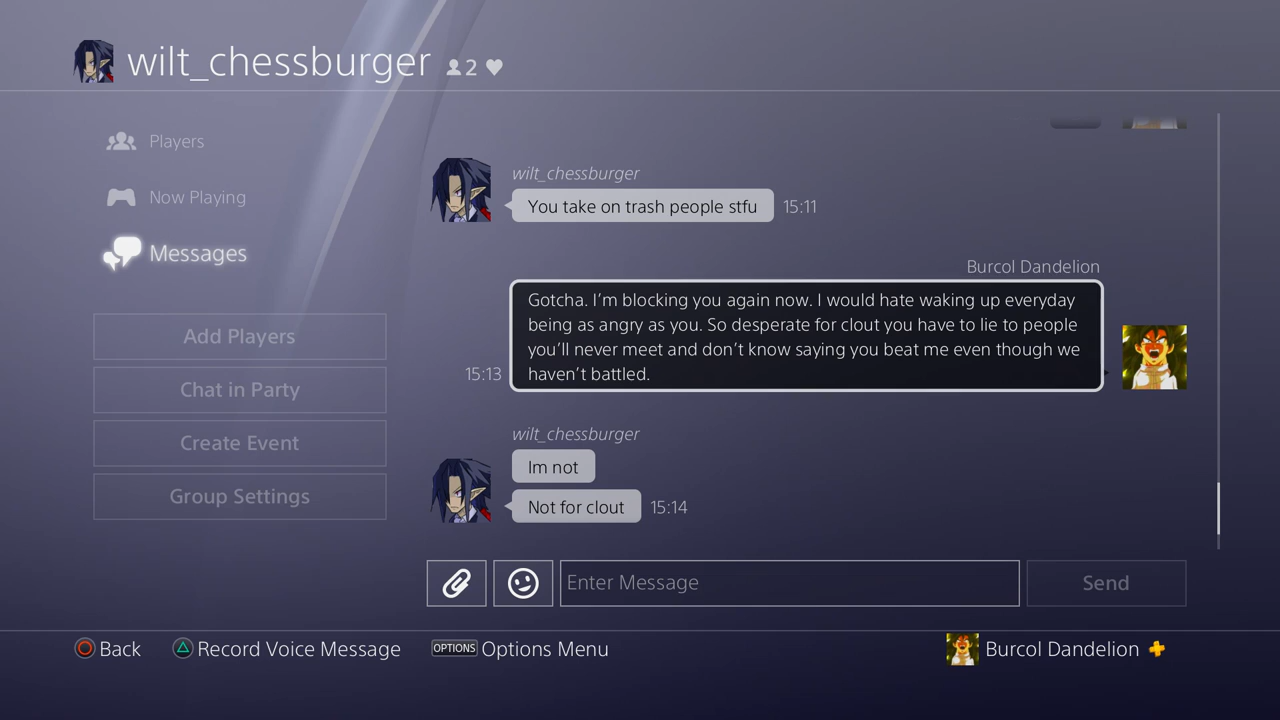 wilt_chessburger 2
Players
Now Playing
Messages
Add Players
Chat in Party
Create Event
Group Settings
wilt_chessburger
You take on trash people stfu 15:11
Burcol Dandelion
Gotcha. I’m blocking you again now. I would hate waking up everyday
being as angry as you. So desperate for clout you have to lie to people
you’ll never meet and don’t know saying you beat me even though we
haven’t battled.
15:13
wilt_chessburger
Im not
Not for clout 15:14
Enter Message
Send
Back
Record Voice Message
OPTIONS Options Menu
Burcol Dandelion